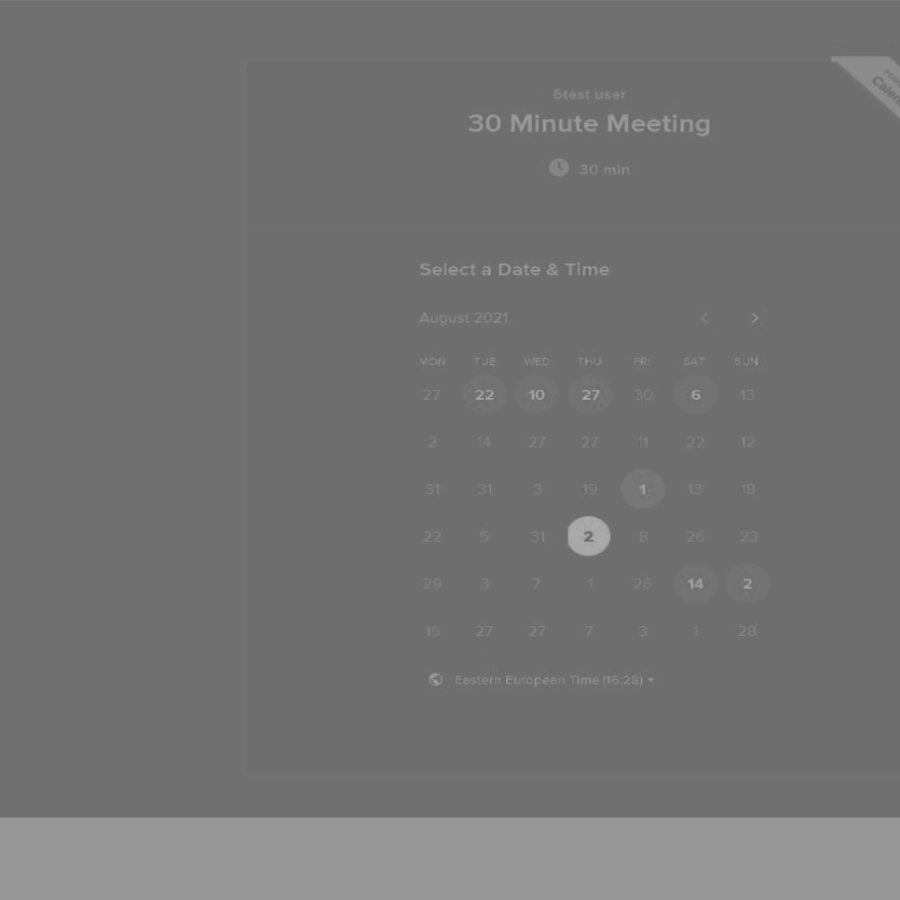 POW
Calen
6test user
30 Minute Meeting
30 min
Select a Date & Time
August 2021
MON TUE WED THU FRI SAT SUN
27 22 10 27 30 6 13
2 14 27 27 11 22 12
31 31 3 19 1 13 18
22 5 31 2 8 26 23
29 3 7 1 26 14 2
16 27 27 7 3 1 28
Eastern European Time (16:28)